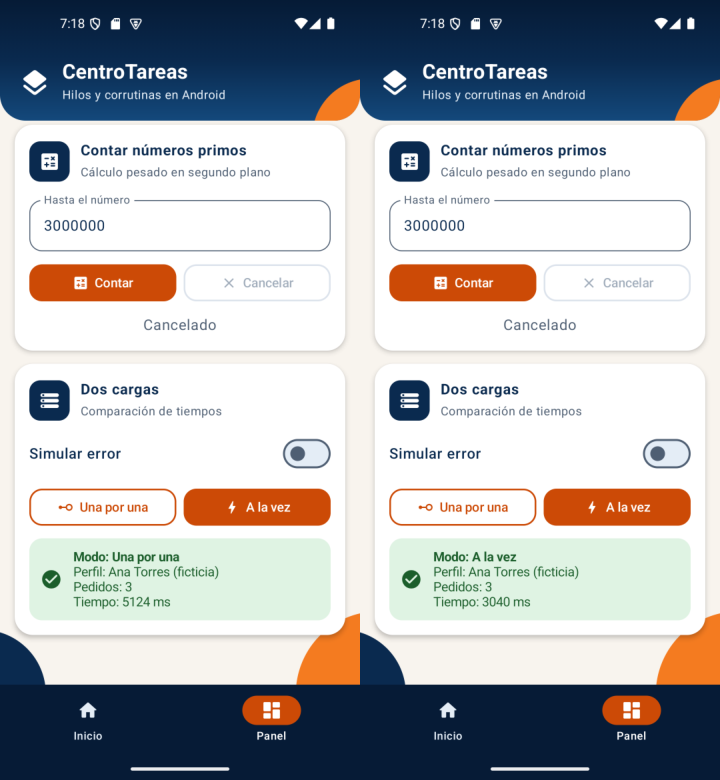 7:18
CentroTareas
Hilos y corrutinas en Android
Contar números primos
Cálculo pesado en segundo plano
Hasta el número
3000000
Contar
Cancelar
Cancelado
Dos cargas
Comparación de tiempos
Simular error
Una por una
A la vez
Modo: Una por una
Perfil: Ana Torres (ficticia)
Pedidos: 3
Tiempo: 5124 ms
Inicio
Panel
7:18
CentroTareas
Hilos y corrutinas en Android
Contar números primos
Cálculo pesado en segundo plano
Hasta el número
3000000
Contar
Cancelar
Cancelado
Dos cargas
Comparación de tiempos
Simular error
Una por una
A la vez
Modo: A la vez
Perfil: Ana Torres (ficticia)
Pedidos: 3
Tiempo: 3040 ms
Inicio
Panel